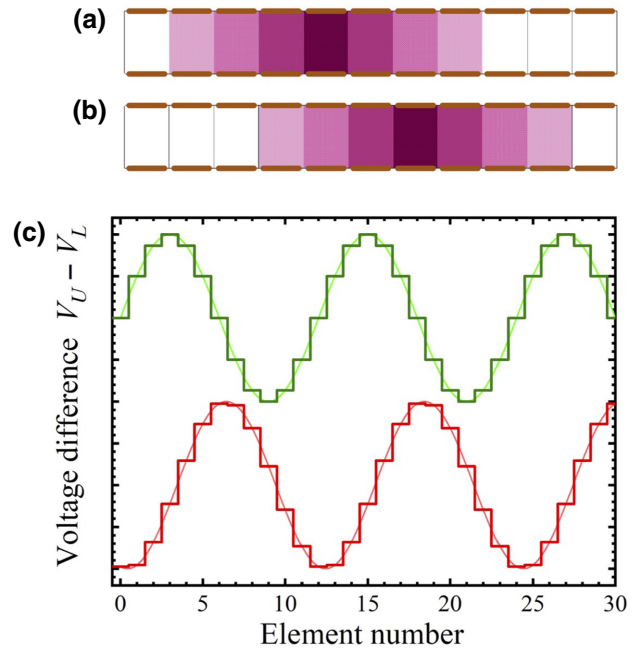 (a)
(b)
(c)
Voltage difference V_U – V_L
0 5 10 15 20 25 30
Element number